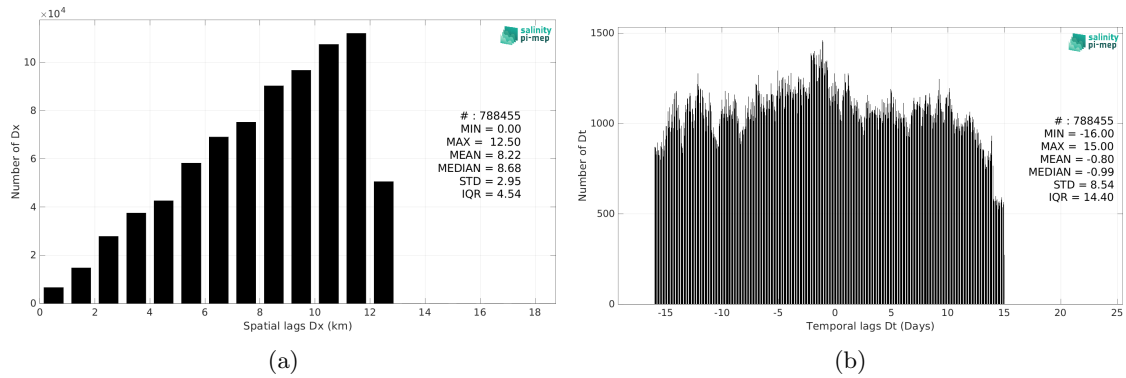 ×10⁴
salinity
pi-mep
10
8
6
4
2
0
Number of Dx
# : 788455
MIN = 0.00
MAX = 12.50
MEAN = 8.22
MEDIAN = 8.68
STD = 2.95
IQR = 4.54
0 2 4 6 8 10 12 14 16 18
Spatial lags Dx (km)
(a)
salinity
pi-mep
1500
1000
500
0
Number of Dt
# : 788455
MIN = -16.00
MAX = 15.00
MEAN = -0.80
MEDIAN = -0.99
STD = 8.54
IQR = 14.40
-15 -10 -5 0 5 10 15 20 25
Temporal lags Dt (Days)
(b)